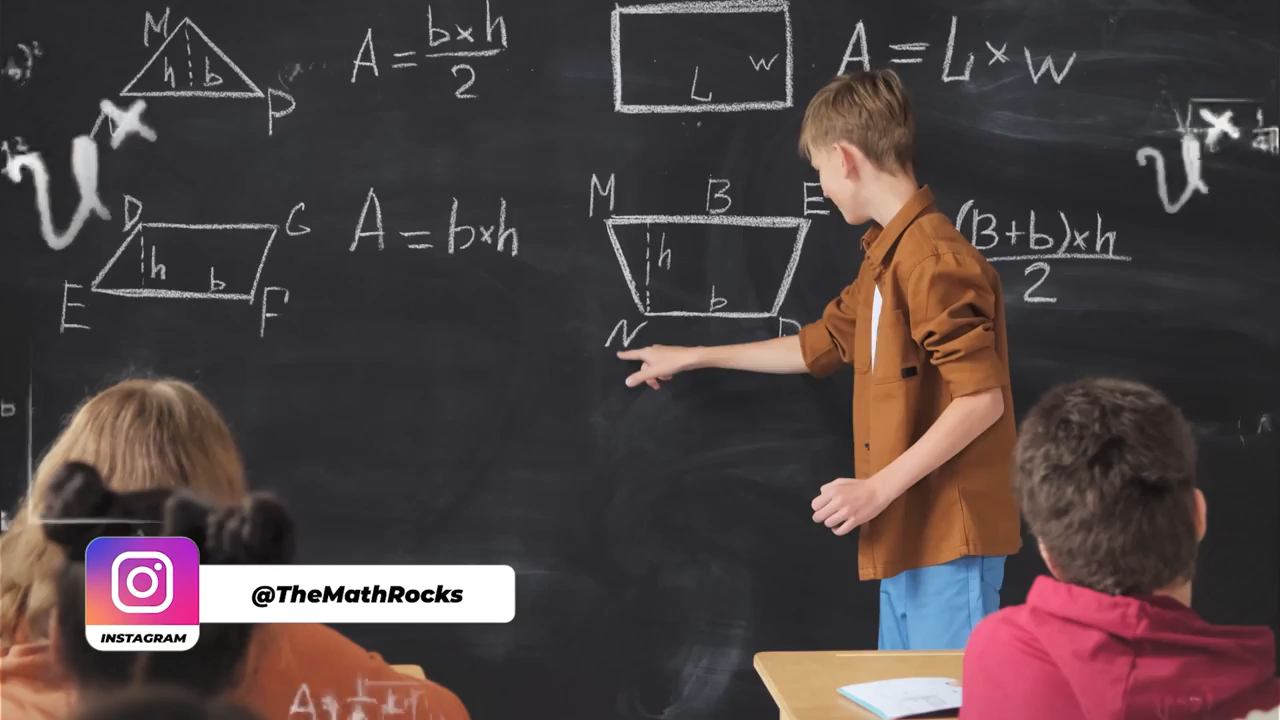 M
h b
P
A = b×h
2
L
W
A = L×W
D G
h
b
E F
A = b×h
M B E
h
b
N
(B+b)×h
2
@TheMathRocks
INSTAGRAM